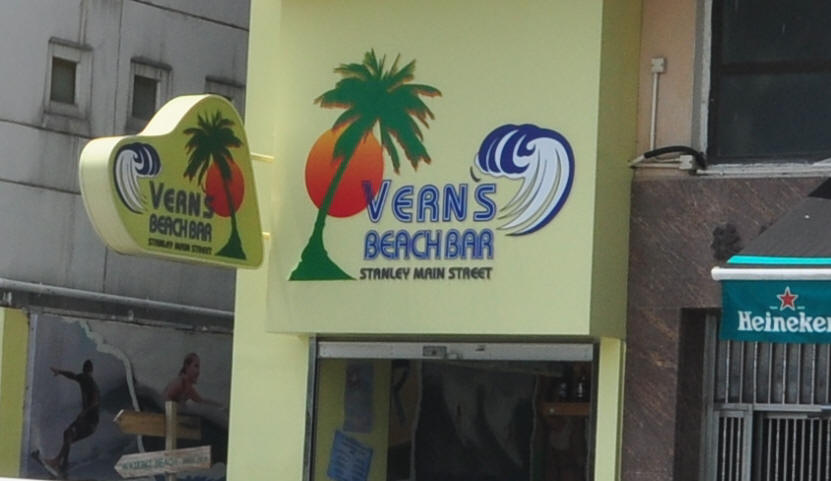 VERN'S
BEACH BAR
STANLEY MAIN STREET
VERN'S
BEACH BAR
STANLEY MAIN STREET
Heineken